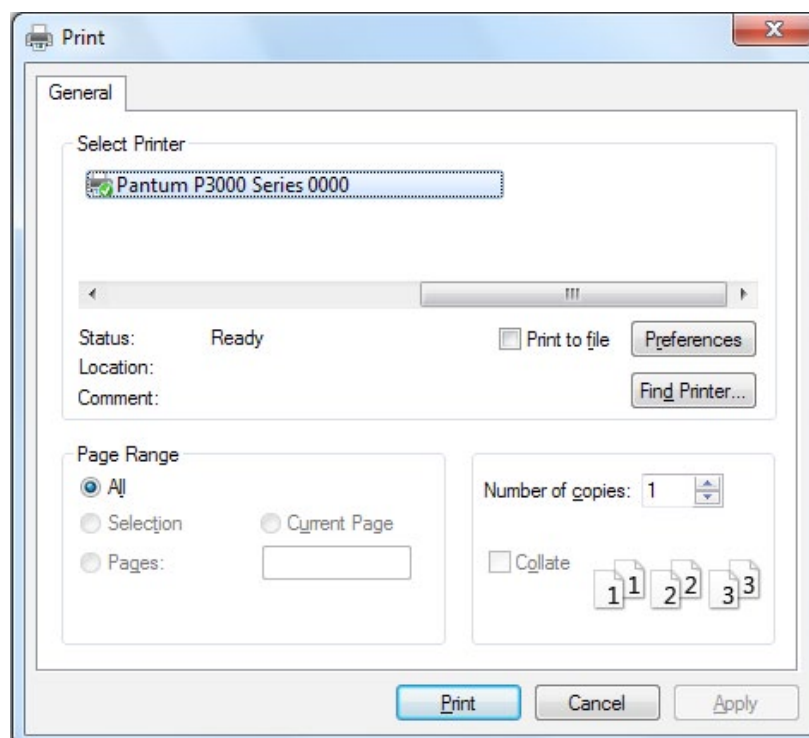 Print
General
Select Printer
Pantum P3000 Series 0000
Status: Ready
Print to file
Preferences
Location:
Comment:
Find Printer...
Page Range
All
Selection
Current Page
Pages:
Number of copies: 1
Collate
1 1 2 2 3 3
Print
Cancel
Apply